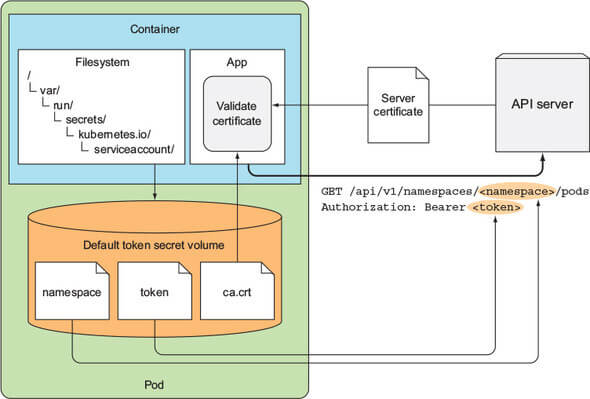 Container
Filesystem
/
var/
run/
secrets/
kubernetes.io/
serviceaccount/
App
Validate
certificate
Server
certificate
API server
GET /api/v1/namespaces/<namespace>/pods
Authorization: Bearer <token>
Default token secret volume
namespace
token
ca.crt
Pod